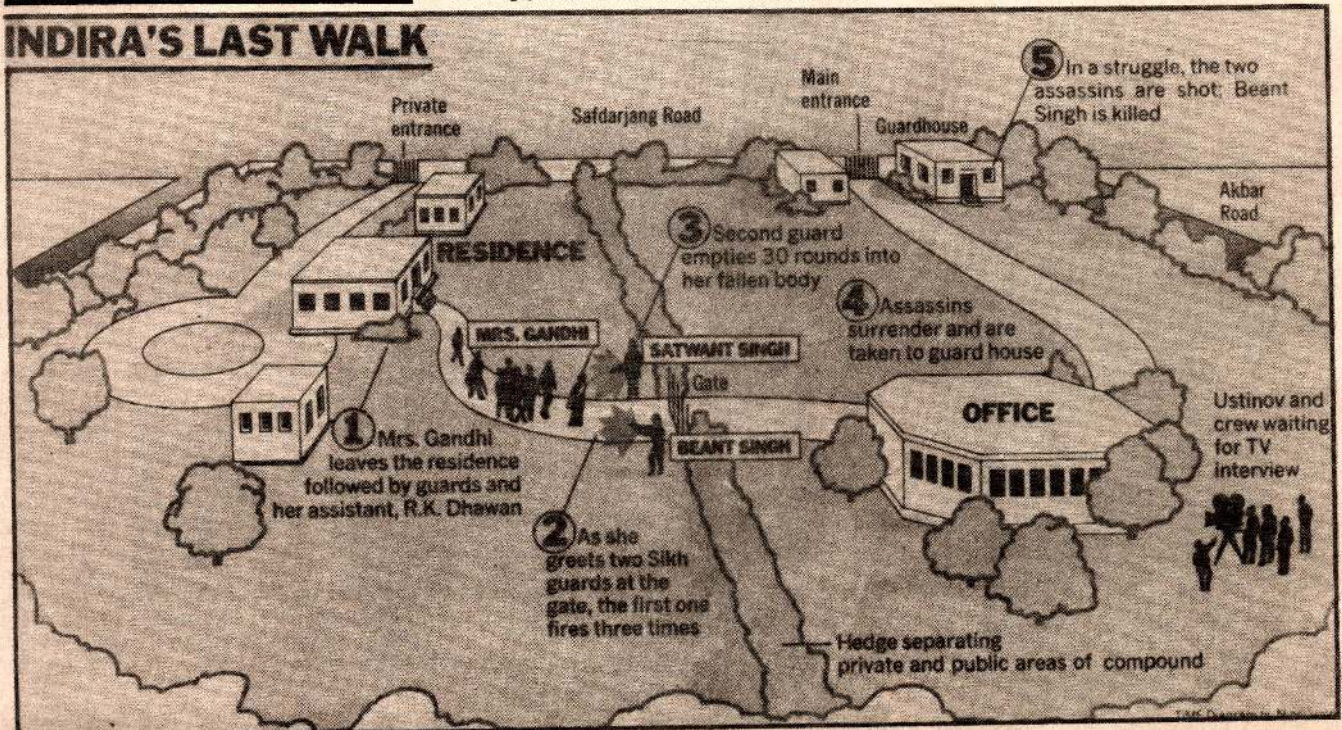 INDIRA'S LAST WALK
Private
entrance
Safdarjang Road
Main
entrance
Guardhouse
5 In a struggle, the two
assassins are shot; Beant
Singh is killed
Akbar
Road
RESIDENCE
3 Second guard
empties 30 rounds into
her fallen body
4 Assassins
surrender and are
taken to guard house
MRS. GANDHI
SATWANT SINGH
Gate
BEANT SINGH
OFFICE
Ustinov and
crew waiting
for TV
interview
1 Mrs. Gandhi
leaves the residence
followed by guards and
her assistant, R.K. Dhawan
2 As she
greets two Sikh
guards at the
gate, the first one
fires three times
Hedge separating
private and public areas of compound